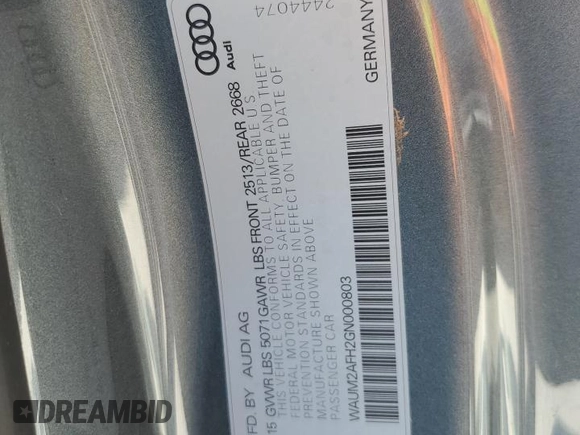 2444074
Audi
GERMANY
FD. BY AUDI AG
15 GVWR LBS 5071 GAWR LBS FRONT 2513/REAR 2668
THIS VEHICLE CONFORMS TO ALL APPLICABLE U S
FEDERAL MOTOR VEHICLE SAFETY, BUMPER AND THEFT
PREVENTION STANDARDS IN EFFECT ON THE DATE OF
MANUFACTURE SHOWN ABOVE
PASSENGER CAR
WAUM2AFH2GN000803
DREAMBID